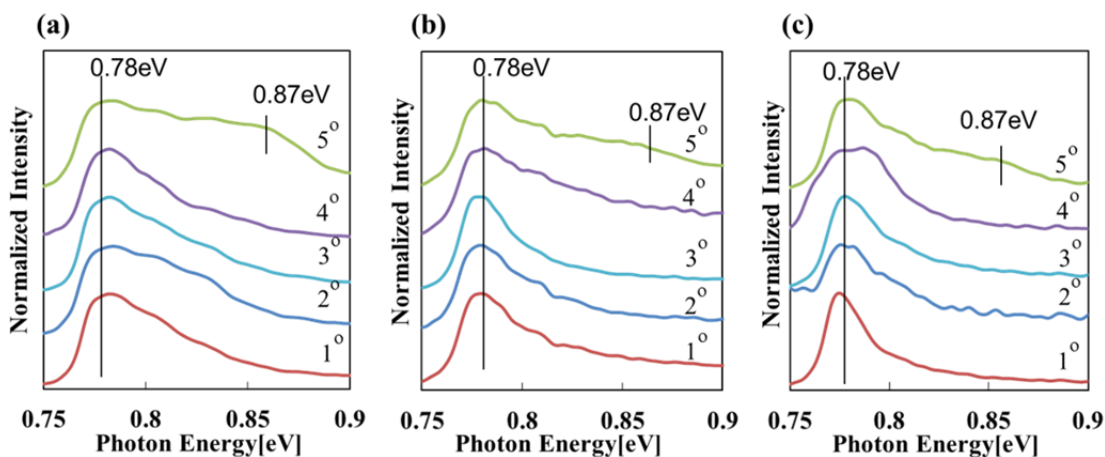 (a)
0.78eV
0.87eV
5°
4°
3°
2°
1°
Normalized Intensity
0.75
0.8
0.85
0.9
Photon Energy[eV]
(b)
0.78eV
0.87eV
5°
4°
3°
2°
1°
Normalized Intensity
0.75
0.8
0.85
0.9
Photon Energy[eV]
(c)
0.78eV
0.87eV
5°
4°
3°
2°
1°
Normalized Intensity
0.75
0.8
0.85
0.9
Photon Energy[eV]